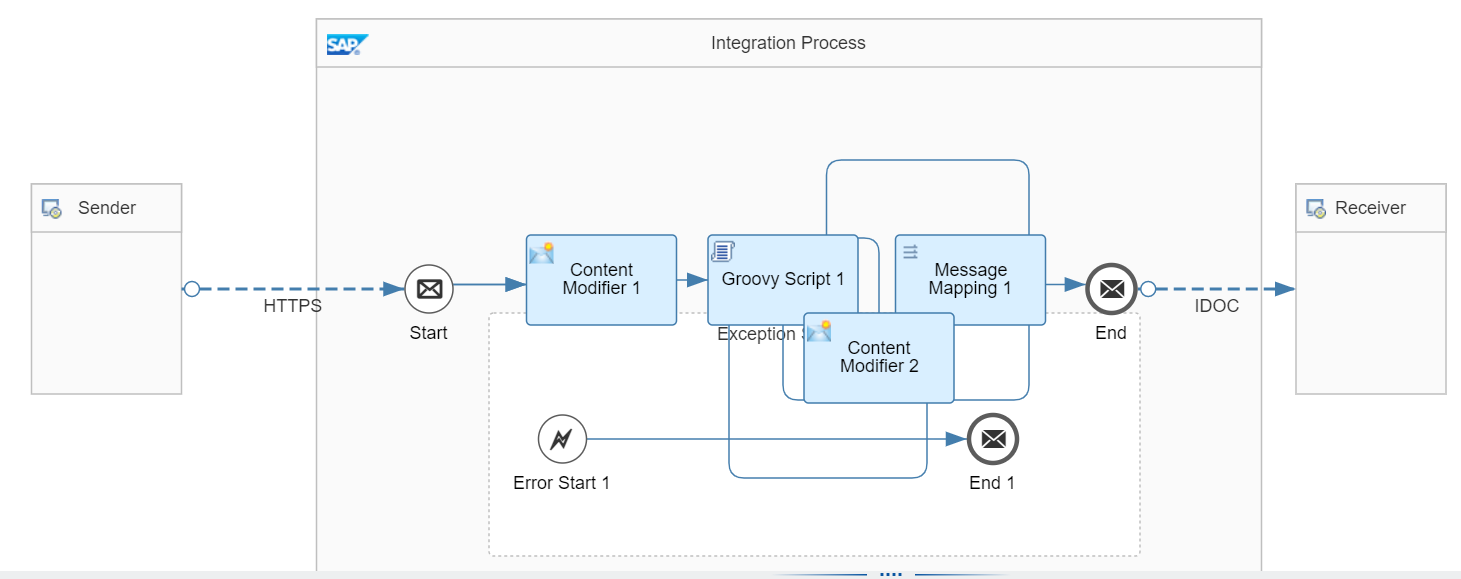 SAP
Integration Process
Sender
Receiver
Content
Modifier 1
Groovy Script 1
Message
Mapping 1
HTTPS
IDOC
Start
Exception
End
Content
Modifier 2
Error Start 1
End 1